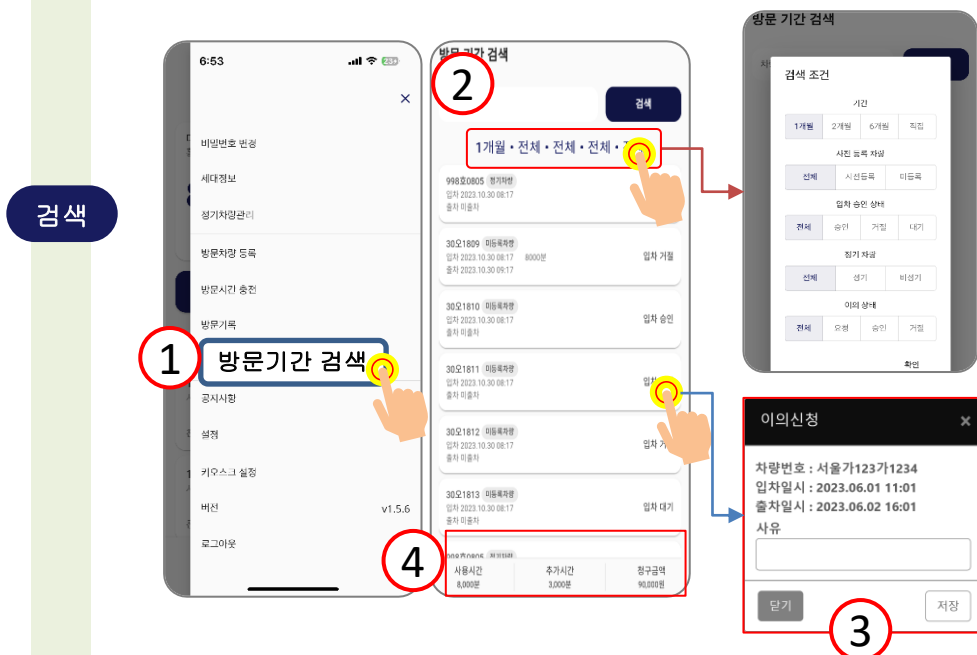 검색
6:53
비밀번호 변경
세대정보
정기차량관리
방문차량 등록
방문시간 충전
방문기록
1
방문기간 검색
공지사항
설정
키오스크 설정
버전 v1.5.6
로그아웃
방문 기간 검색
2
검색
1개월 • 전체 • 전체 • 전체 •
998호0805 정기차량
입차 2023.10.30 08:17
출차 미출차
30오1809 미등록차량
입차 2023.10.30 08:17 8000분 입차 거절
출차 2023.10.30 09:17
30오1810 미등록차량
입차 2023.10.30 08:17 입차 승인
출차 미출차
30오1811 미등록차량
입차 2023.10.30 08:17 입차
출차 미출차
30오1812 미등록차량
입차 2023.10.30 08:17 입차
출차 미출차
30오1813 미등록차량
입차 2023.10.30 08:17 입차 대기
출차 미출차
998호0805 정기차량
4
사용시간 추가시간 청구금액
8,000분 3,000분 90,000원
방문 기간 검색
검색 조건
기간
1개월 2개월 6개월 직접
사전 등록 차량
전체 사전등록 미등록
입차 승인 상태
전체 승인 거절 대기
정기 차량
전체 정기 비정기
이의 상태
전체 요청 승인 거절
확인
이의신청 ×
차량번호 : 서울가123가1234
입차일시 : 2023.06.01 11:01
출차일시 : 2023.06.02 16:01
사유
닫기 저장
3